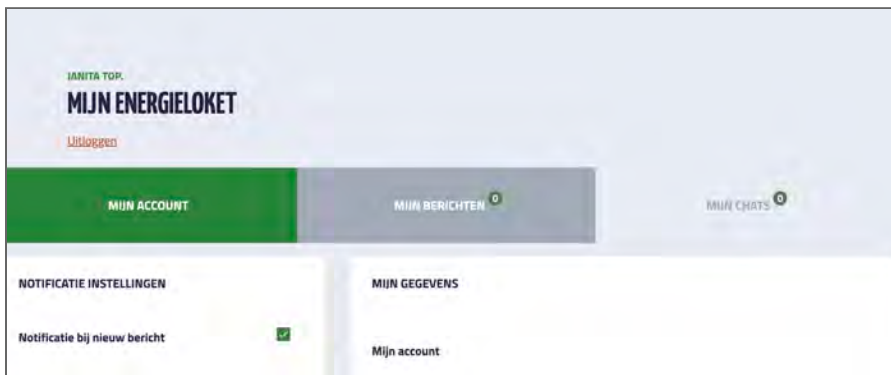 JANITA TOP.
MIJN ENERGIELOKET
Uitloggen
MIJN ACCOUNT
MIJN BERICHTEN 0
MIJN CHATS 0
NOTIFICATIE INSTELLINGEN
MIJN GEGEVENS
Notificatie bij nieuw bericht
Mijn account